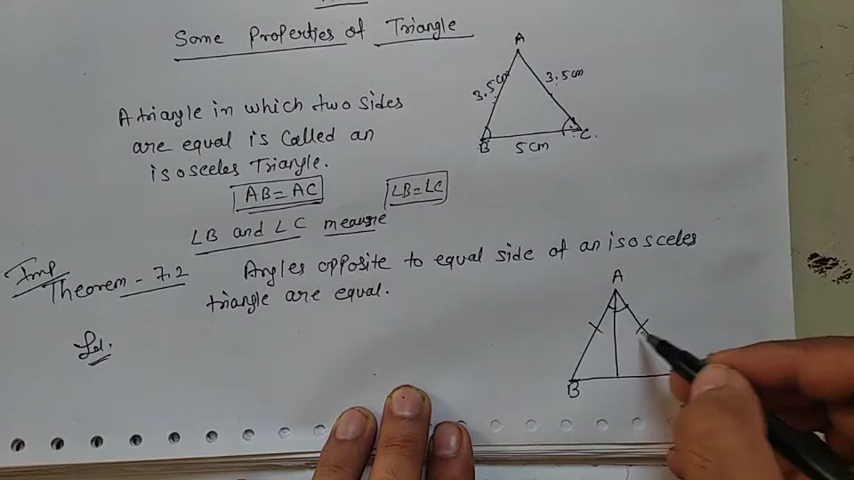 Some Properties of Triangle
A
3.5cm 3.5cm
B 5cm C.
A triangle in which two sides
are equal is called an
isosceles Triangle.
AB = AC ∠B = ∠C
∠B and ∠C measure
Imp
Theorem - 7.2 Angles opposite to equal side of an isosceles
triangle are equal.
A
B